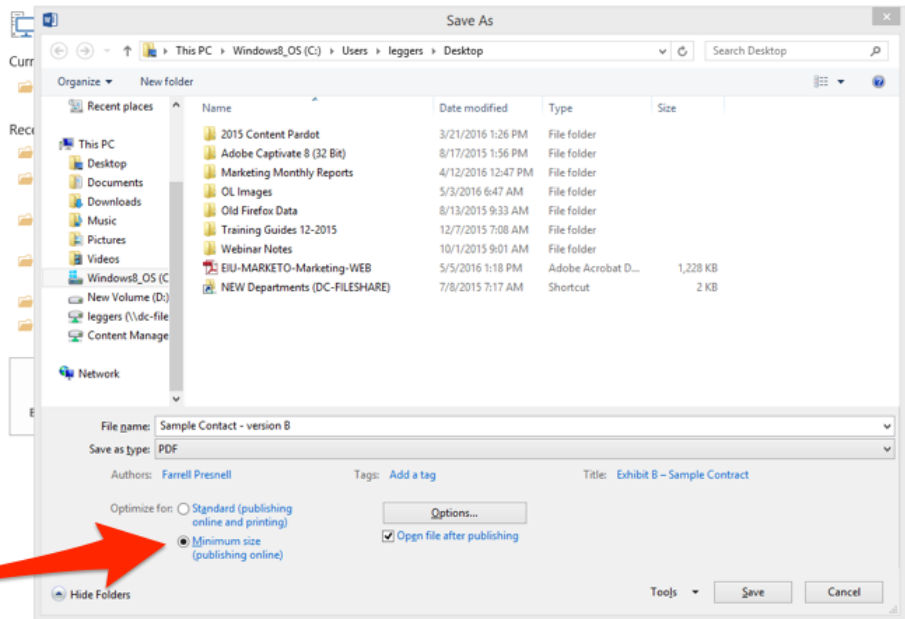 Save As
This PC Windows8_OS (C:) Users leggers Desktop Search Desktop
Curr
Organize New folder
Recent places Name Date modified Type Size
Rece
This PC 2015 Content Pardot 3/21/2016 1:26 PM File folder
Desktop Adobe Captivate 8 (32 Bit) 8/17/2015 1:56 PM File folder
Documents Marketing Monthly Reports 4/12/2016 12:47 PM File folder
Downloads OL Images 5/3/2016 6:47 AM File folder
Music Old Firefox Data 8/13/2015 9:33 AM File folder
Pictures Training Guides 12-2015 12/7/2015 7:08 AM File folder
Videos Webinar Notes 10/1/2015 9:01 AM File folder
Windows8_OS (C EIU-MARKETO-Marketing-WEB 5/5/2016 1:18 PM Adobe Acrobat D... 1,228 KB
New Volume (D:) NEW Departments (DC-FILESHARE) 7/8/2015 7:17 AM Shortcut 2 KB
leggers (\\dc-file
Content Manage
Network
File name: Sample Contact - version B
Save as type: PDF
Authors: Farrell Presnell Tags: Add a tag Title: Exhibit B – Sample Contract
Optimize for: Standard (publishing
online and printing)
Options...
Minimum size
(publishing online)
Open file after publishing
Hide Folders Tools Save Cancel